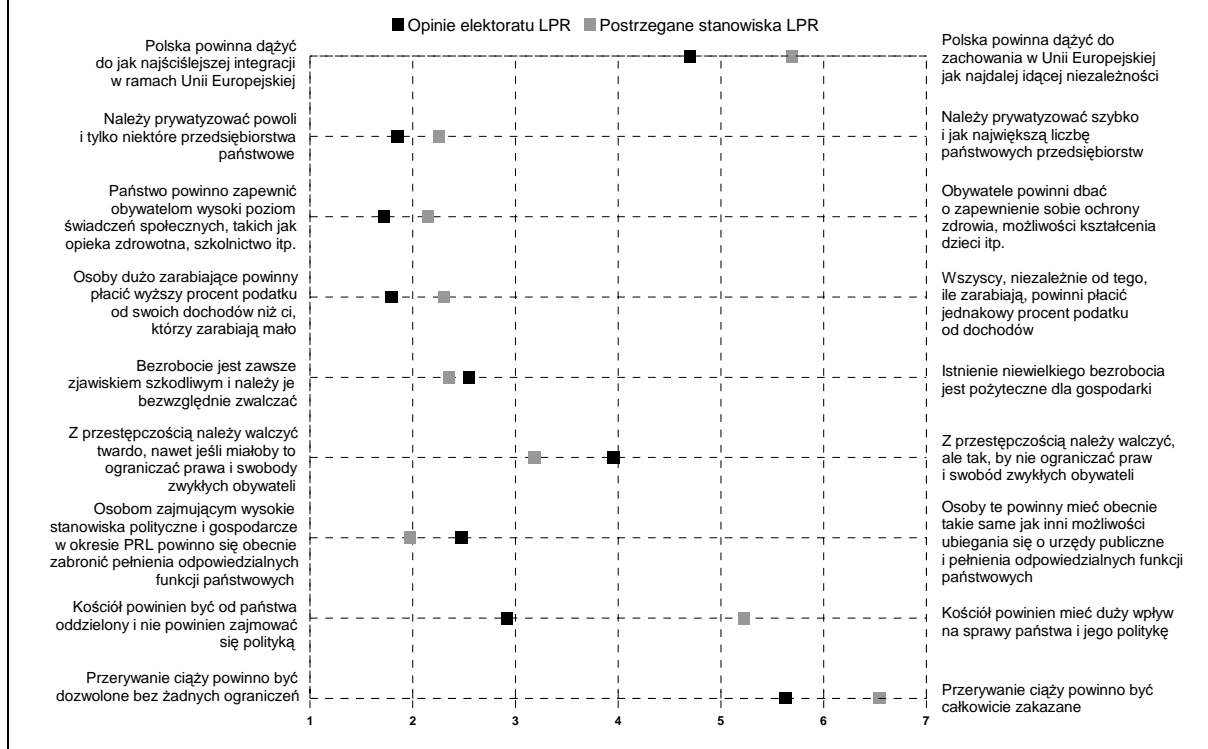 Opinie elektoratu LPR Postrzegane stanowiska LPR
Polska powinna dążyć
do jak najściślejszej integracji
w ramach Unii Europejskiej
Polska powinna dążyć do
zachowania w Unii Europejskiej
jak najdalej idącej niezależności
Należy prywatyzować powoli
i tylko niektóre przedsiębiorstwa
państwowe
Należy prywatyzować szybko
i jak największą liczbę
państwowych przedsiębiorstw
Państwo powinno zapewnić
obywatelom wysoki poziom
świadczeń społecznych, takich jak
opieka zdrowotna, szkolnictwo itp.
Obywatele powinni dbać
o zapewnienie sobie ochrony
zdrowia, możliwości kształcenia
dzieci itp.
Osoby dużo zarabiające powinny
płacić wyższy procent podatku
od swoich dochodów niż ci,
którzy zarabiają mało
Wszyscy, niezależnie od tego,
ile zarabiają, powinni płacić
jednakowy procent podatku
od dochodów
Bezrobocie jest zawsze
zjawiskiem szkodliwym i należy je
bezwzględnie zwalczać
Istnienie niewielkiego bezrobocia
jest pożyteczne dla gospodarki
Z przestępczością należy walczyć
twardo, nawet jeśli miałoby to
ograniczać prawa i swobody
zwykłych obywateli
Z przestępczością należy walczyć,
ale tak, by nie ograniczać praw
i swobód zwykłych obywateli
Osobom zajmującym wysokie
stanowiska polityczne i gospodarcze
w okresie PRL powinno się obecnie
zabronić pełnienia odpowiedzialnych
funkcji państwowych
Osoby te powinny mieć obecnie
takie same jak inni możliwości
ubiegania się o urzędy publiczne
i pełnienia odpowiedzialnych funkcji
państwowych
Kościół powinien być od państwa
oddzielony i nie powinien zajmować
się polityką
Kościół powinien mieć duży wpływ
na sprawy państwa i jego politykę
Przerywanie ciąży powinno być
dozwolone bez żadnych ograniczeń
Przerywanie ciąży powinno być
całkowicie zakazane
1 2 3 4 5 6 7